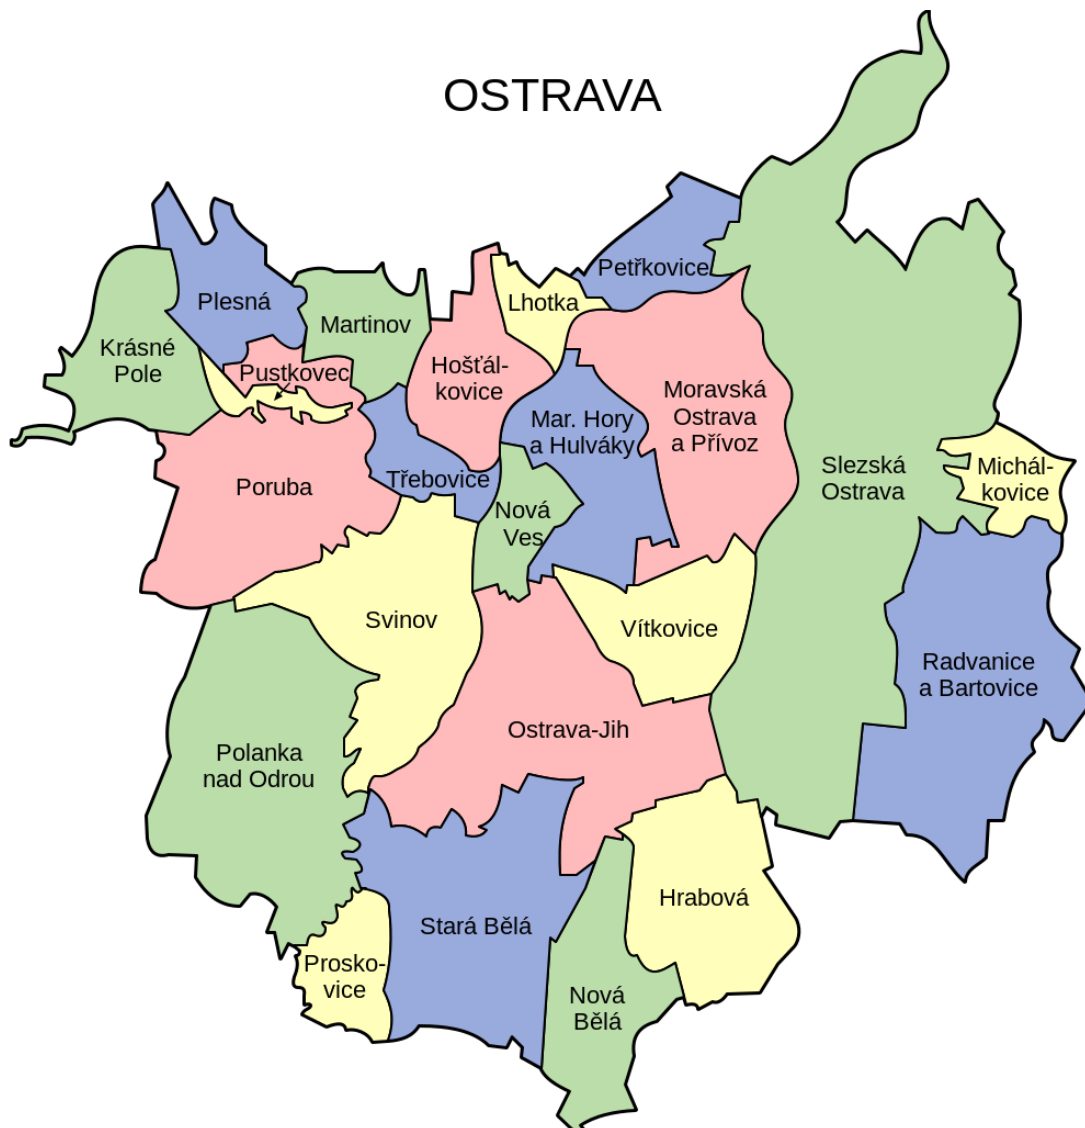 OSTRAVA
Petřkovice
Plesná
Lhotka
Martinov
Krásné
Pole
Pustkovec
Hošťál-
kovice
Moravská
Ostrava
a Přívoz
Mar. Hory
a Hulváky
Slezská
Ostrava
Michál-
kovice
Třebovice
Poruba
Nová
Ves
Svinov
Vítkovice
Radvanice
a Bartovice
Ostrava-Jih
Polanka
nad Odrou
Hrabová
Stará Bělá
Prosko-
vice
Nová
Bělá